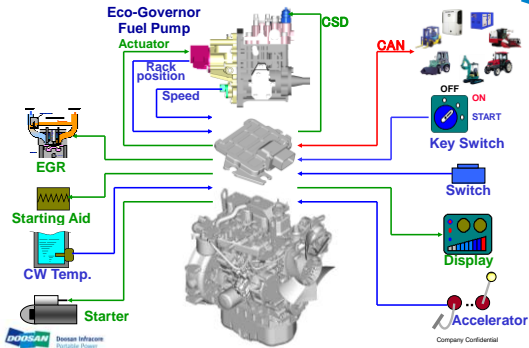 Eco-Governor
Fuel Pump
Actuator
Rack
position
Speed
CSD
CAN
OFF
ON
START
Key Switch
EGR
Switch
Starting Aid
CW Temp.
Display
Starter
Accelerator
DOOSAN Doosan Infracore
Portable Power
Company Confidential